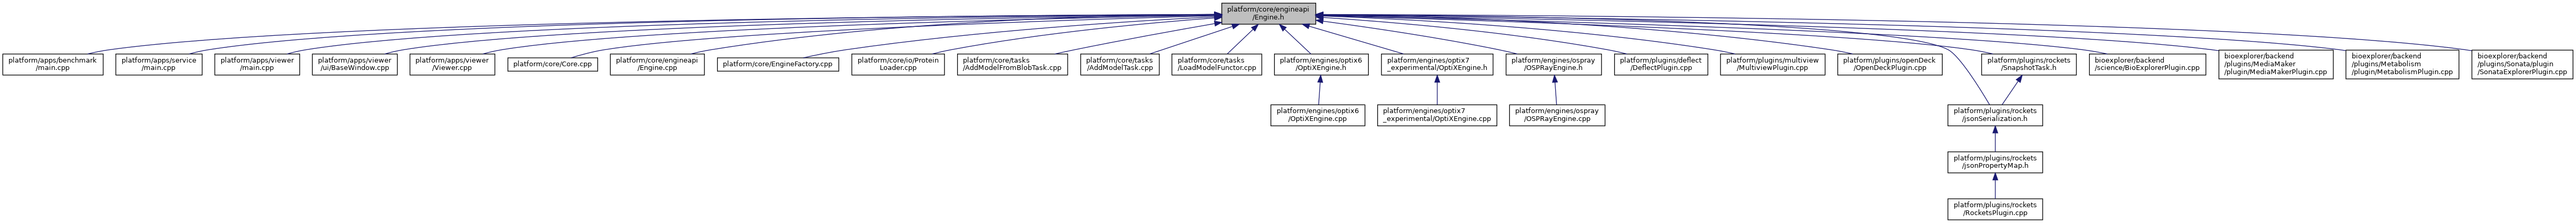 platform/core/engineapi
/Engine.h
platform/apps/benchmark
/main.cpp
platform/apps/service
/main.cpp
platform/apps/viewer
/main.cpp
platform/apps/viewer
/ui/BaseWindow.cpp
platform/apps/viewer
/Viewer.cpp
platform/core/Core.cpp
platform/core/engineapi
/Engine.cpp
platform/core/EngineFactory.cpp
platform/core/io/Protein
Loader.cpp
platform/core/tasks
/AddModelFromBlobTask.cpp
platform/core/tasks
/AddModelTask.cpp
platform/core/tasks
/LoadModelFunctor.cpp
platform/engines/optix6
/OptiXEngine.h
platform/engines/optix7
_experimental/OptiXEngine.h
platform/engines/ospray
/OSPRayEngine.h
platform/plugins/deflect
/DeflectPlugin.cpp
platform/plugins/multiview
/MultiviewPlugin.cpp
platform/plugins/openDeck
/OpenDeckPlugin.cpp
platform/plugins/rockets
/SnapshotTask.h
bioexplorer/backend
/science/BioExplorerPlugin.cpp
bioexplorer/backend
/plugins/MediaMaker
/plugin/MediaMakerPlugin.cpp
bioexplorer/backend
/plugins/Metabolism
/plugin/MetabolismPlugin.cpp
bioexplorer/backend
/plugins/Sonata/plugin
/SonataExplorerPlugin.cpp
platform/engines/optix6
/OptiXEngine.cpp
platform/engines/optix7
_experimental/OptiXEngine.cpp
platform/engines/ospray
/OSPRayEngine.cpp
platform/plugins/rockets
/jsonSerialization.h
platform/plugins/rockets
/jsonPropertyMap.h
platform/plugins/rockets
/RocketsPlugin.cpp